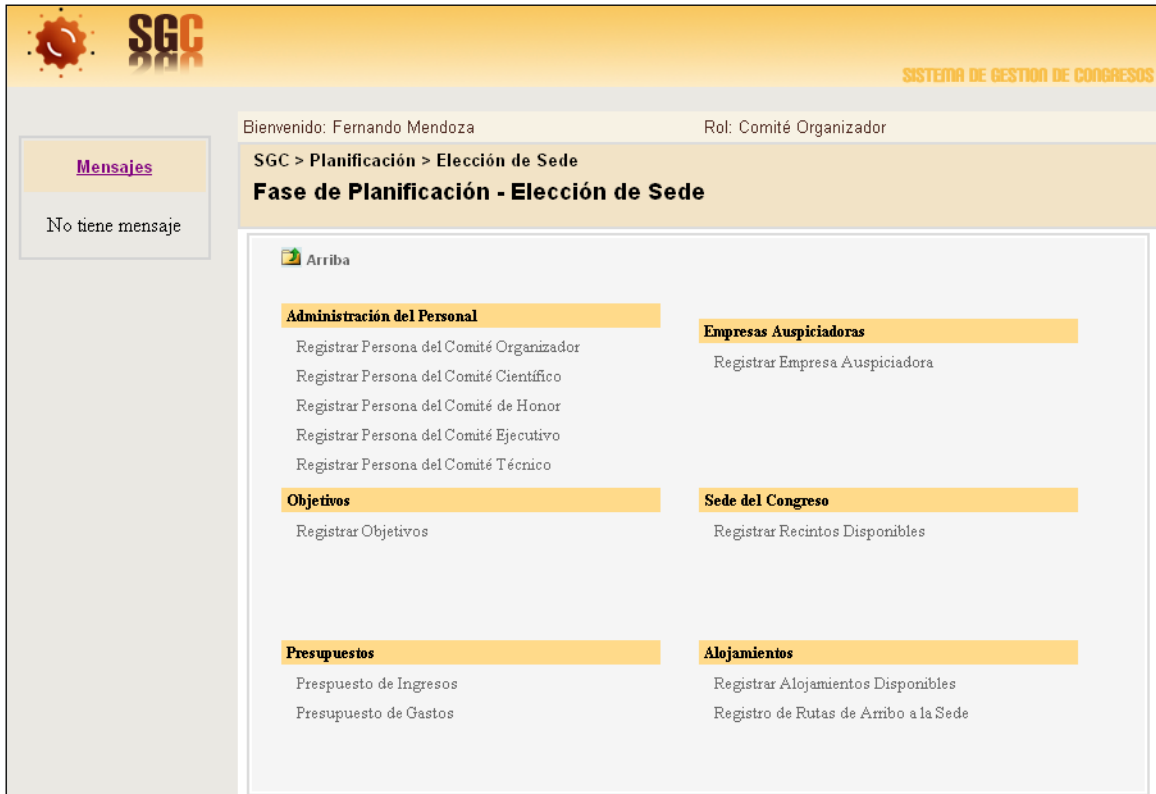 SGC
SISTEMA DE GESTION DE CONGRESOS
Bienvenido: Fernando Mendoza
Rol: Comité Organizador
Mensajes
No tiene mensaje
SGC > Planificación > Elección de Sede
Fase de Planificación - Elección de Sede
Arriba
Administración del Personal
Registrar Persona del Comité Organizador
Registrar Persona del Comité Científico
Registrar Persona del Comité de Honor
Registrar Persona del Comité Ejecutivo
Registrar Persona del Comité Técnico
Empresas Auspiciadoras
Registrar Empresa Auspiciadora
Objetivos
Registrar Objetivos
Sede del Congreso
Registrar Recintos Disponibles
Presupuestos
Prespuesto de Ingresos
Presupuesto de Gastos
Alojamientos
Registrar Alojamientos Disponibles
Registro de Rutas de Arribo a la Sede